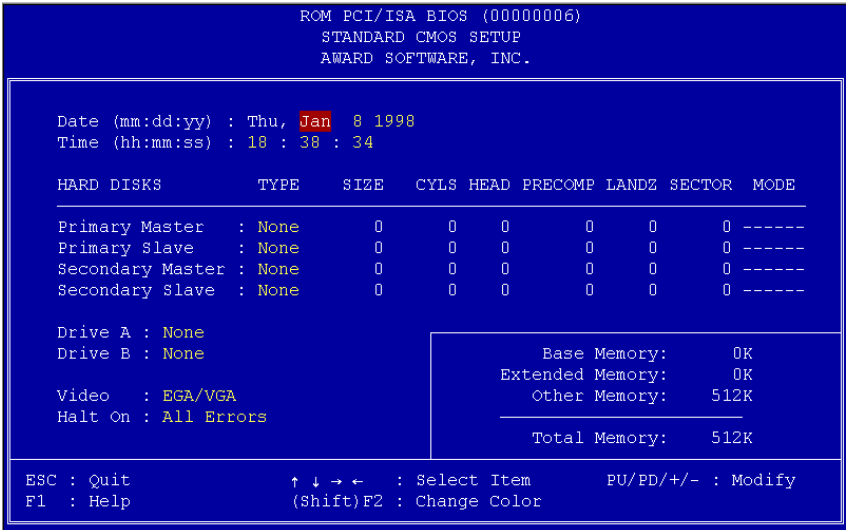 ROM PCI/ISA BIOS (00000006)
STANDARD CMOS SETUP
AWARD SOFTWARE, INC.
Date (mm:dd:yy) : Thu, Jan 8 1998
Time (hh:mm:ss) : 18 : 38 : 34
HARD DISKS TYPE SIZE CYLS HEAD PRECOMP LANDZ SECTOR MODE
Primary Master : None 0 0 0 0 0 0 ------
Primary Slave : None 0 0 0 0 0 0 ------
Secondary Master : None 0 0 0 0 0 0 ------
Secondary Slave : None 0 0 0 0 0 0 ------
Drive A : None
Drive B : None
Video : EGA/VGA
Halt On : All Errors
Base Memory: 0K
Extended Memory: 0K
Other Memory: 512K
Total Memory: 512K
ESC : Quit ↑ ↓ → ← : Select Item PU/PD/+/- : Modify
F1 : Help (Shift)F2 : Change Color